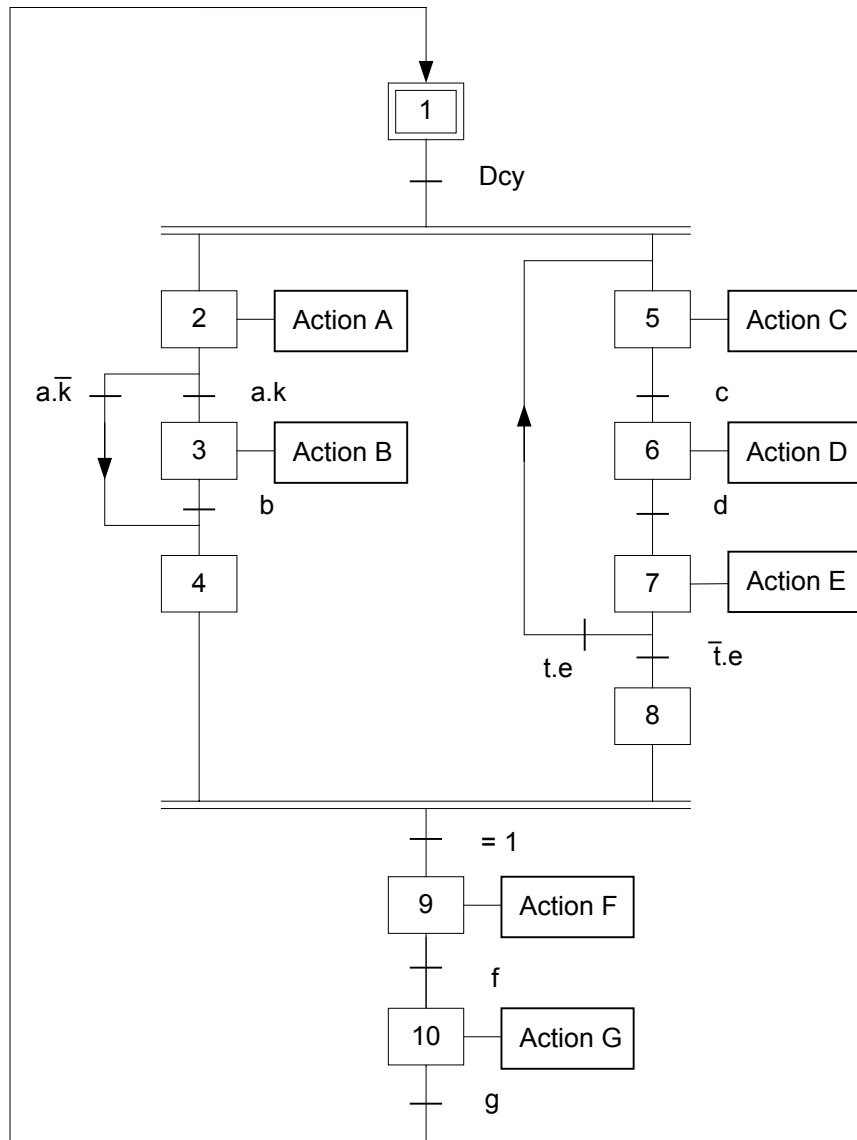 1
Dcy
2 Action A 5 Action C
a.k̅ a.k c
3 Action B 6 Action D
b d
4 7 Action E
t.e t̅.e
8
= 1
9 Action F
f
10 Action G
g